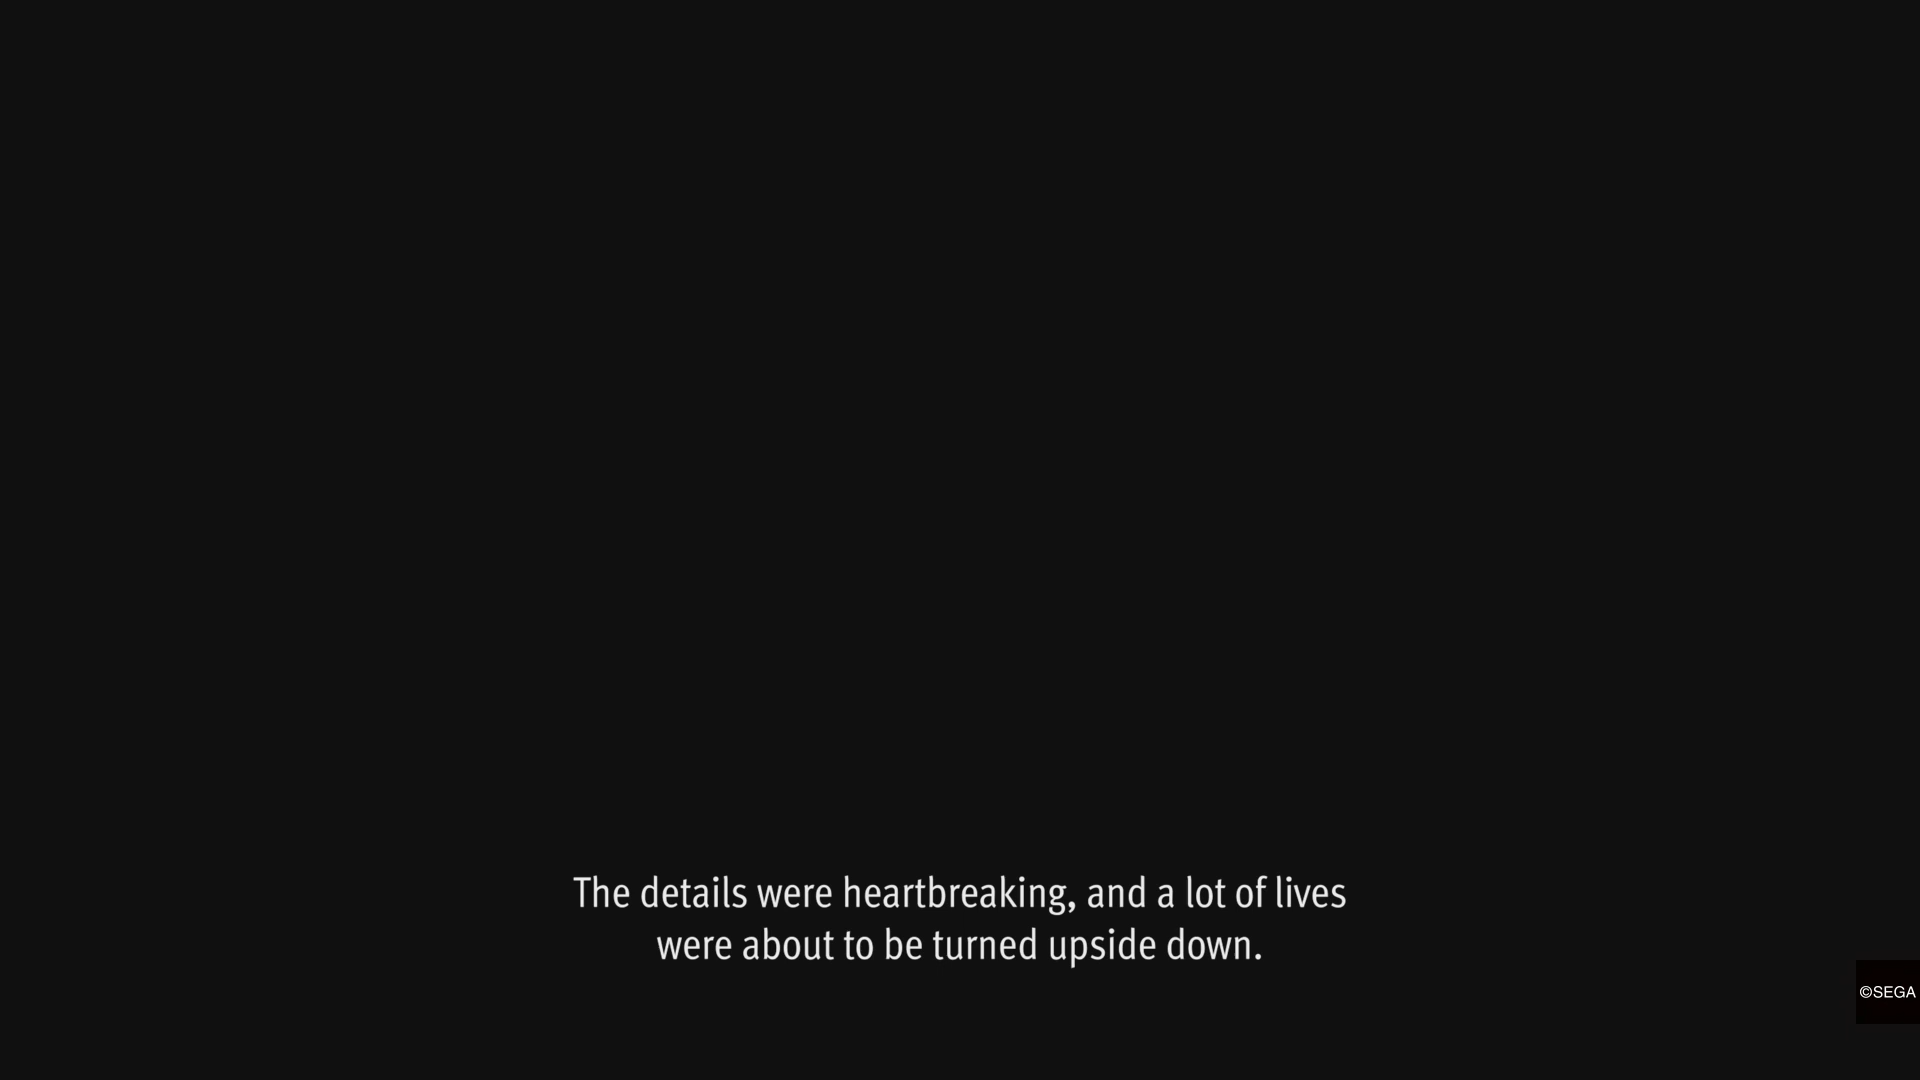 The details were heartbreaking, and a lot of lives
were about to be turned upside down.
©SEGA